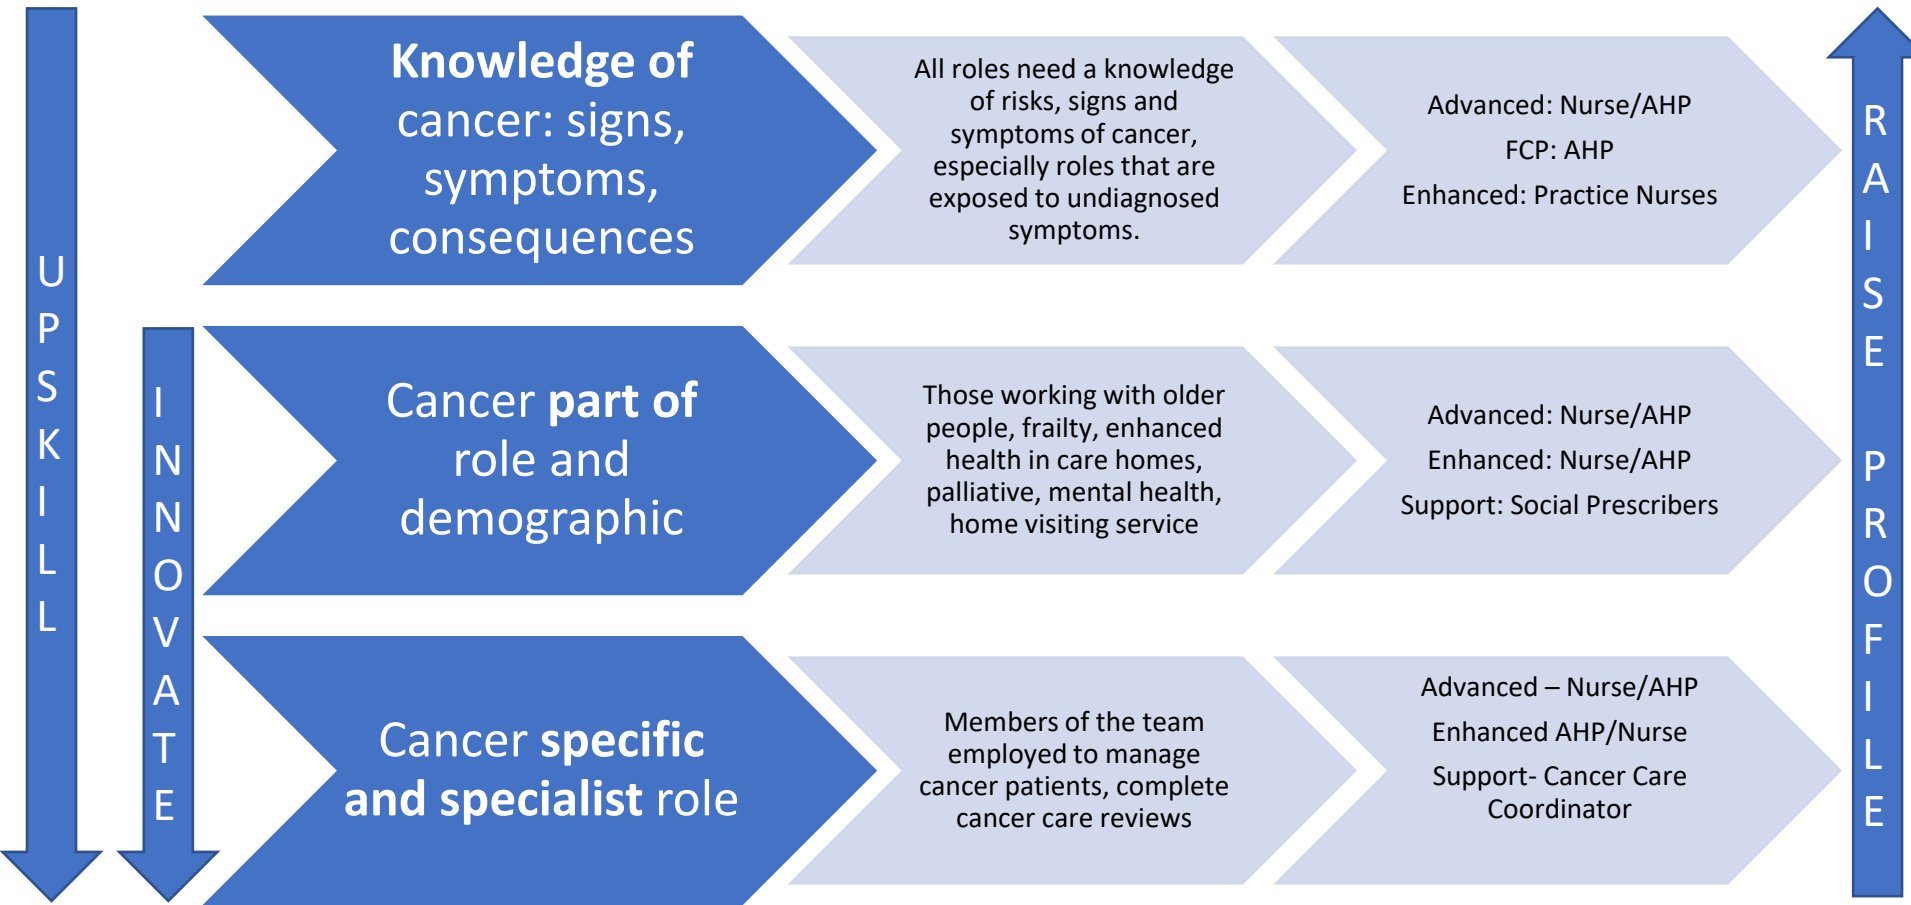 UPSKILL
INNOVATE
Knowledge of
cancer: signs,
symptoms,
consequences
All roles need a knowledge
of risks, signs and
symptoms of cancer,
especially roles that are
exposed to undiagnosed
symptoms.
Advanced: Nurse/AHP
FCP: AHP
Enhanced: Practice Nurses
Cancer part of
role and
demographic
Those working with older
people, frailty, enhanced
health in care homes,
palliative, mental health,
home visiting service
Advanced: Nurse/AHP
Enhanced: Nurse/AHP
Support: Social Prescribers
Cancer specific
and specialist role
Members of the team
employed to manage
cancer patients, complete
cancer care reviews
Advanced – Nurse/AHP
Enhanced AHP/Nurse
Support- Cancer Care
Coordinator
RAISE PROFILE